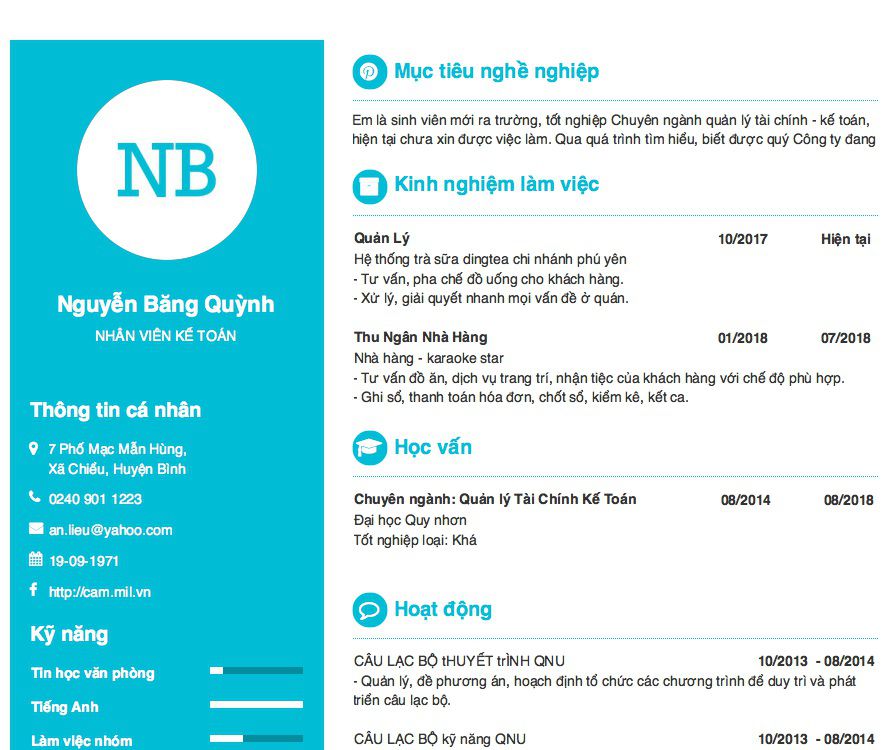 NB
Nguyễn Băng Quỳnh
NHÂN VIÊN KẾ TOÁN
Thông tin cá nhân
7 Phố Mạc Mẫn Hùng,
Xã Chiểu, Huyện Bình
0240 901 1223
an.lieu@yahoo.com
19-09-1971
http://cam.mil.vn
Kỹ năng
Tin học văn phòng
Tiếng Anh
Làm việc nhóm
Mục tiêu nghề nghiệp
Em là sinh viên mới ra trường, tốt nghiệp Chuyên ngành quản lý tài chính - kế toán,
hiện tại chưa xin được việc làm. Qua quá trình tìm hiểu, biết được quý Công ty đang
Kinh nghiệm làm việc
Quản Lý 10/2017 Hiện tại
Hệ thống trà sữa dingtea chi nhánh phú yên
- Tư vấn, pha chế đồ uống cho khách hàng.
- Xử lý, giải quyết nhanh mọi vấn đề ở quán.
Thu Ngân Nhà Hàng 01/2018 07/2018
Nhà hàng - karaoke star
- Tư vấn đồ ăn, dịch vụ trang trí, nhận tiệc của khách hàng với chế độ phù hợp.
- Ghi sổ, thanh toán hóa đơn, chốt sổ, kiểm kê, kết ca.
Học vấn
Chuyên ngành: Quản lý Tài Chính Kế Toán 08/2014 08/2018
Đại học Quy nhơn
Tốt nghiệp loại: Khá
Hoạt động
CÂU LẠC BỘ tHUYẾT trÌNH QNU 10/2013 - 08/2014
- Quản lý, đề phương án, hoạch định tổ chức các chương trình để duy trì và phát
triển câu lạc bộ.
CÂU LẠC BỘ kỹ năng QNU 10/2013 - 08/2014